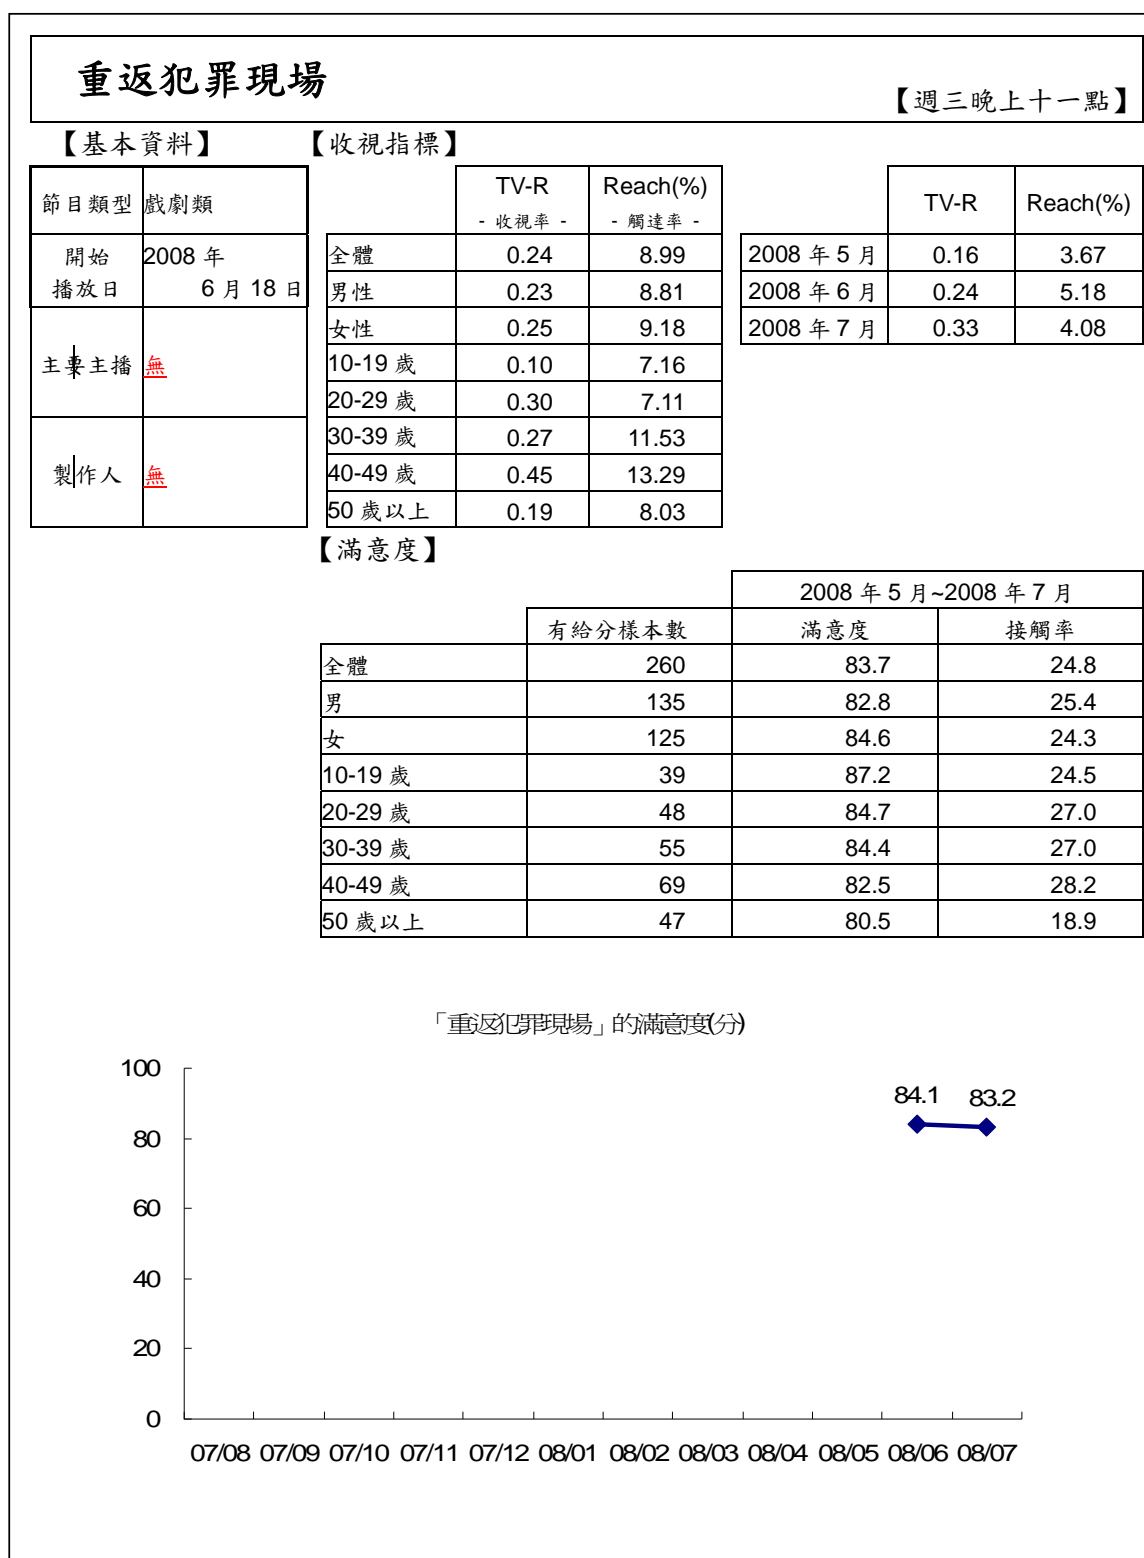 重返犯罪現場
【週三晚上十一點】
【基本資料】 【收視指標】
節目類型 戲劇類
開始播放日 2008 年 6 月 18 日
主要主播 無
製作人 無
TV-R Reach(%)
- 收視率 - - 觸達率 -
全體 0.24 8.99
男性 0.23 8.81
女性 0.25 9.18
10-19 歲 0.10 7.16
20-29 歲 0.30 7.11
30-39 歲 0.27 11.53
40-49 歲 0.45 13.29
50 歲以上 0.19 8.03
TV-R Reach(%)
2008 年 5 月 0.16 3.67
2008 年 6 月 0.24 5.18
2008 年 7 月 0.33 4.08
【滿意度】
2008 年 5 月~2008 年 7 月
有給分樣本數 滿意度 接觸率
全體 260 83.7 24.8
男 135 82.8 25.4
女 125 84.6 24.3
10-19 歲 39 87.2 24.5
20-29 歲 48 84.7 27.0
30-39 歲 55 84.4 27.0
40-49 歲 69 82.5 28.2
50 歲以上 47 80.5 18.9
「重返犯罪現場」的滿意度(分)
100
80
60
40
20
0
84.1 83.2
07/08 07/09 07/10 07/11 07/12 08/01 08/02 08/03 08/04 08/05 08/06 08/07